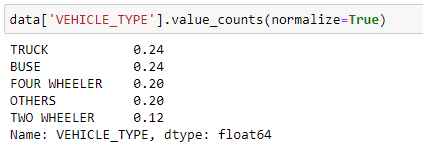 data['VEHICLE_TYPE'].value_counts(normalize=True)
TRUCK 0.24
BUSE 0.24
FOUR WHEELER 0.20
OTHERS 0.20
TWO WHEELER 0.12
Name: VEHICLE_TYPE, dtype: float64